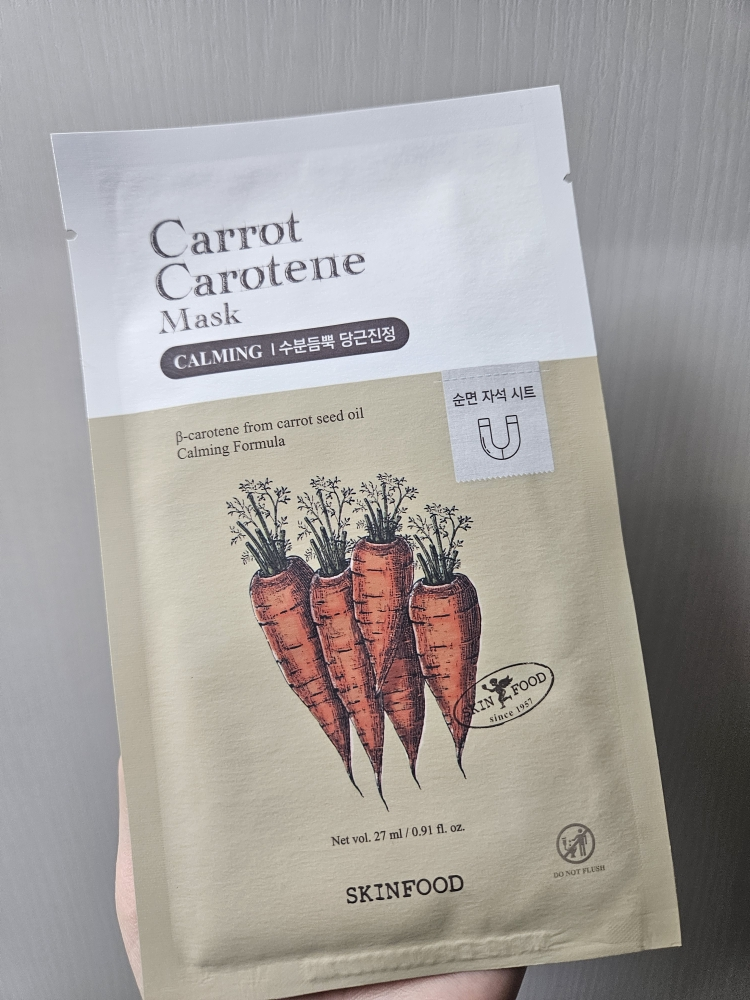 Carrot
Carotene
Mask
CALMING | 수분듬뿍 당근진정
순면 자석 시트
β-carotene from carrot seed oil
Calming Formula
SKIN FOOD
since 1957
Net vol. 27 ml / 0.91 fl. oz.
DO NOT FLUSH
SKINFOOD